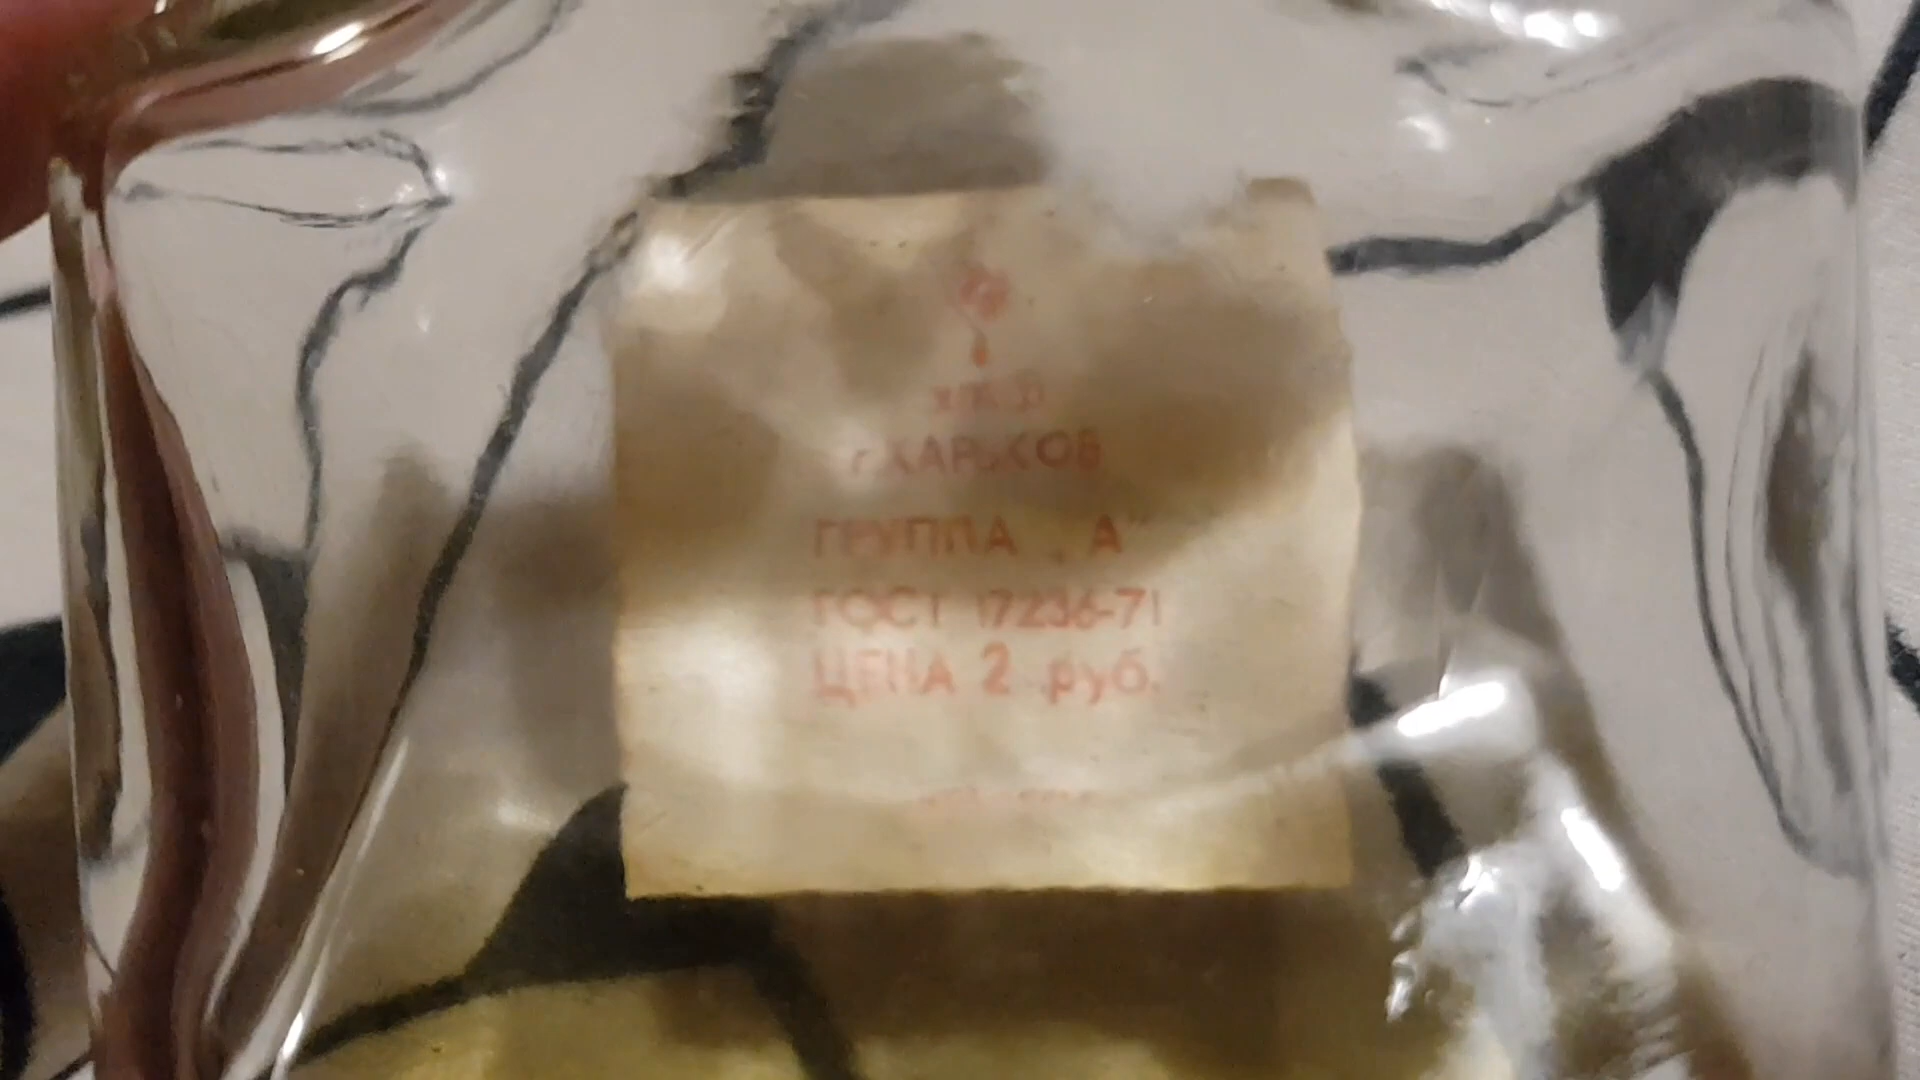 г. ХАРЬКОВ
ГРУППА „А"
ГОСТ 17236-71
ЦЕНА 2 руб.